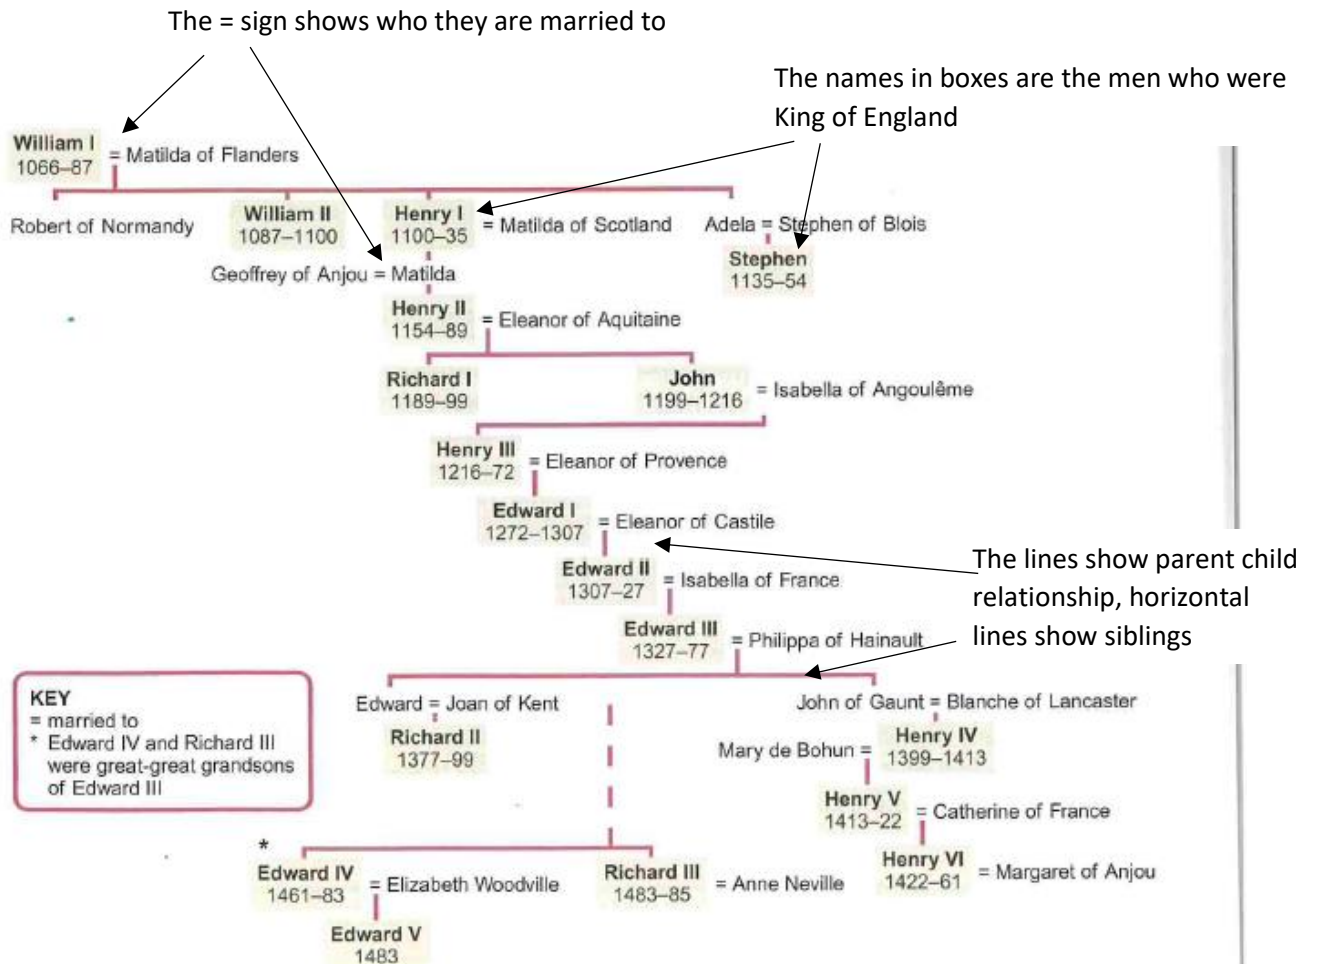 The = sign shows who they are married to
The names in boxes are the men who were
King of England
William I
1066–87
= Matilda of Flanders
Robert of Normandy
William II
1087–1100
Henry I
1100–35
= Matilda of Scotland
Adela = Stephen of Blois
Stephen
1135–54
Geoffrey of Anjou = Matilda
Henry II
1154–89
= Eleanor of Aquitaine
Richard I
1189–99
John
1199–1216
= Isabella of Angoulême
Henry III
1216–72
= Eleanor of Provence
Edward I
1272–1307
= Eleanor of Castile
Edward II
1307–27
= Isabella of France
The lines show parent child
relationship, horizontal
lines show siblings
Edward III
1327–77
= Philippa of Hainault
Edward = Joan of Kent
Richard II
1377–99
John of Gaunt = Blanche of Lancaster
Mary de Bohun =
Henry IV
1399–1413
Henry V
1413–22
= Catherine of France
Henry VI
1422–61
= Margaret of Anjou
KEY
= married to
* Edward IV and Richard III
were great-great grandsons
of Edward III
*
Edward IV
1461–83
= Elizabeth Woodville
Richard III
1483–85
= Anne Neville
Edward V
1483